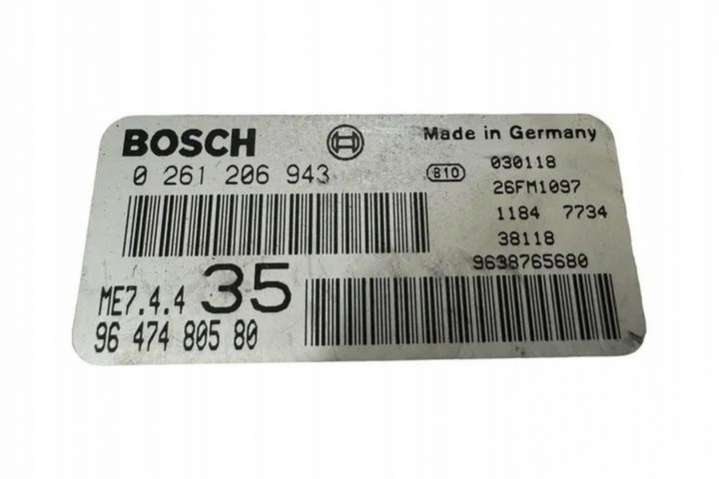 BOSCH
Made in Germany
0 261 206 943
B10
030118
26FM1097
1184 7734
38118
9638765680
ME7.4.4 35
96 474 805 80